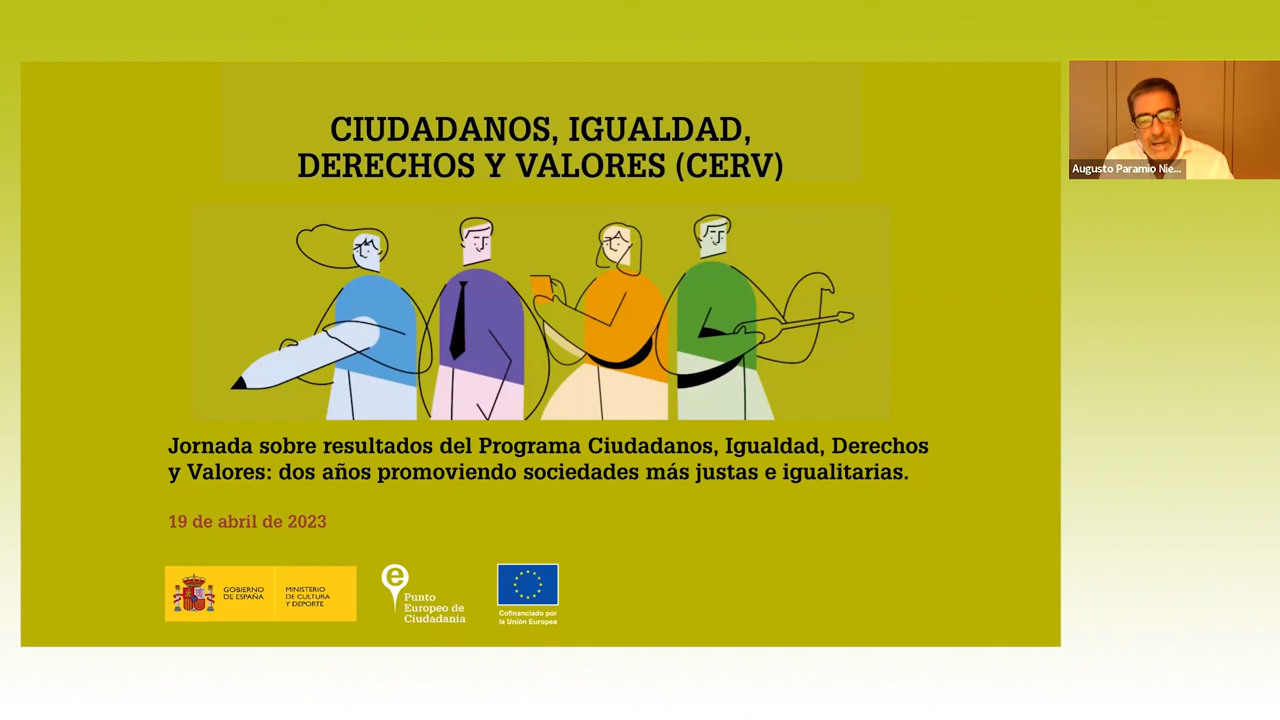 CIUDADANOS, IGUALDAD,
DERECHOS Y VALORES (CERV)
Augusto Paramio Nie...
Jornada sobre resultados del Programa Ciudadanos, Igualdad, Derechos
y Valores: dos años promoviendo sociedades más justas e igualitarias.
19 de abril de 2023
GOBIERNO
DE ESPAÑA
MINISTERIO
DE CULTURA
Y DEPORTE
e
Punto
Europeo de
Ciudadanía
Cofinanciado por
la Unión Europea